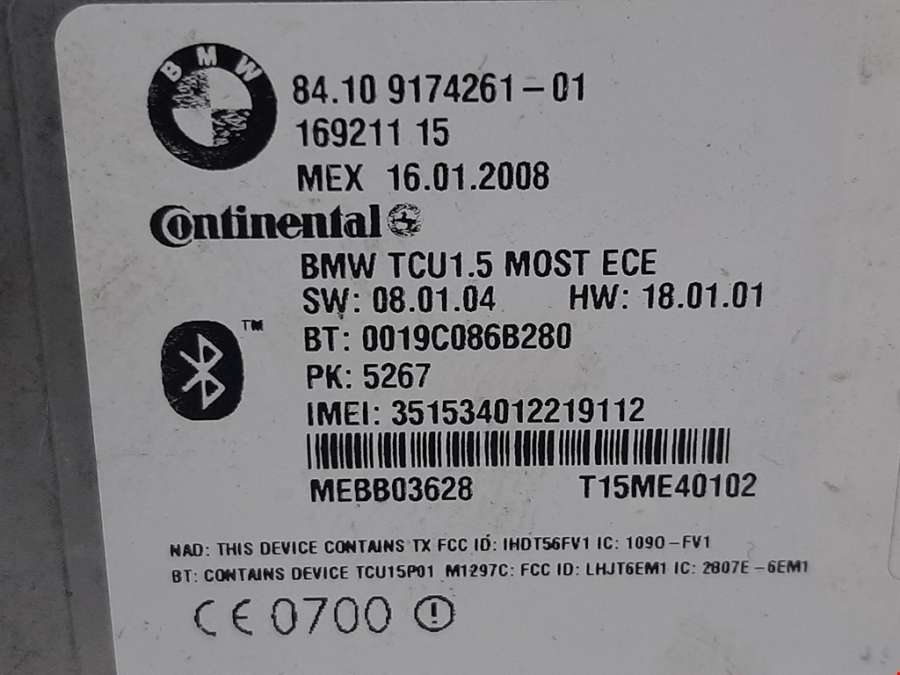 BMW
84.10 9174261-01
169211 15
MEX 16.01.2008
Continental
BMW TCU1.5 MOST ECE
SW: 08.01.04 HW: 18.01.01
TM
BT: 0019C086B280
PK: 5267
IMEI: 351534012219112
MEBB03628 T15ME40102
NAD: THIS DEVICE CONTAINS TX FCC ID: IHDT56FV1 IC: 1090-FV1
BT: CONTAINS DEVICE TCU15P01 M1297C: FCC ID: LHJT6EM1 IC: 2807E-6EM1
CE 0700 !